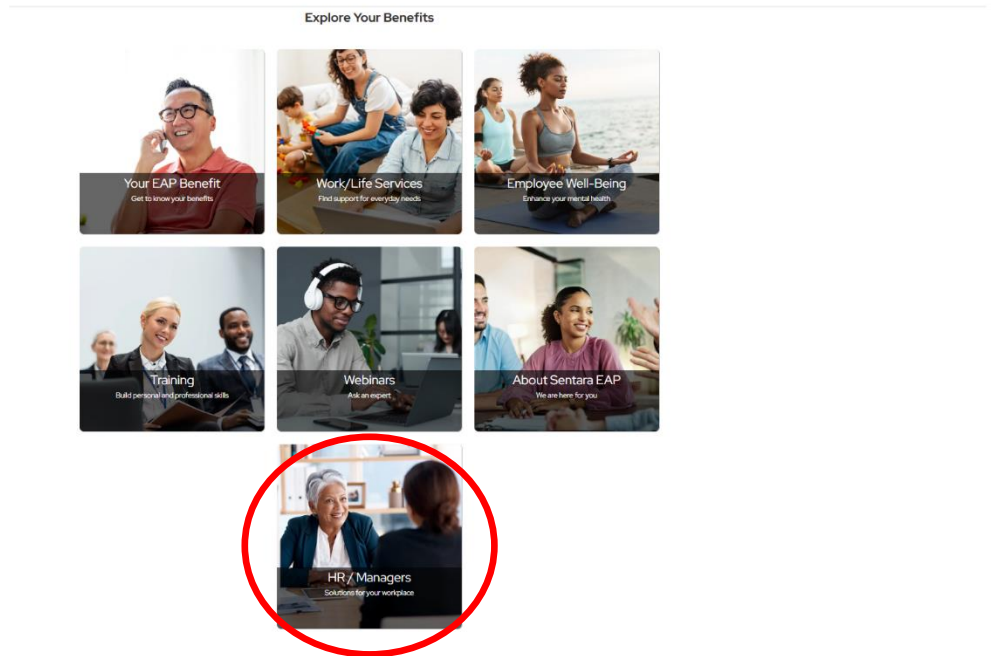 Explore Your Benefits
Your EAP Benefit
Get to know your benefits
Work/Life Services
Find support for everyday needs
Employee Well-Being
Enhance your mental health
Training
Build personal and professional skills
Webinars
Ask an expert
About Sentara EAP
We are here for you
HR / Managers
Solutions for your workplace